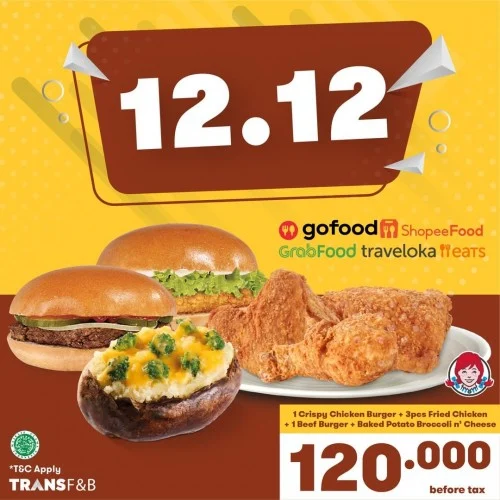 12.12
gofood ShopeeFood
GrabFood traveloka EATS
1 Crispy Chicken Burger + 3pcs Fried Chicken
+ 1 Beef Burger + Baked Potato Broccoli n' Cheese
120.000
before tax
*T&C Apply
TRANSF&B